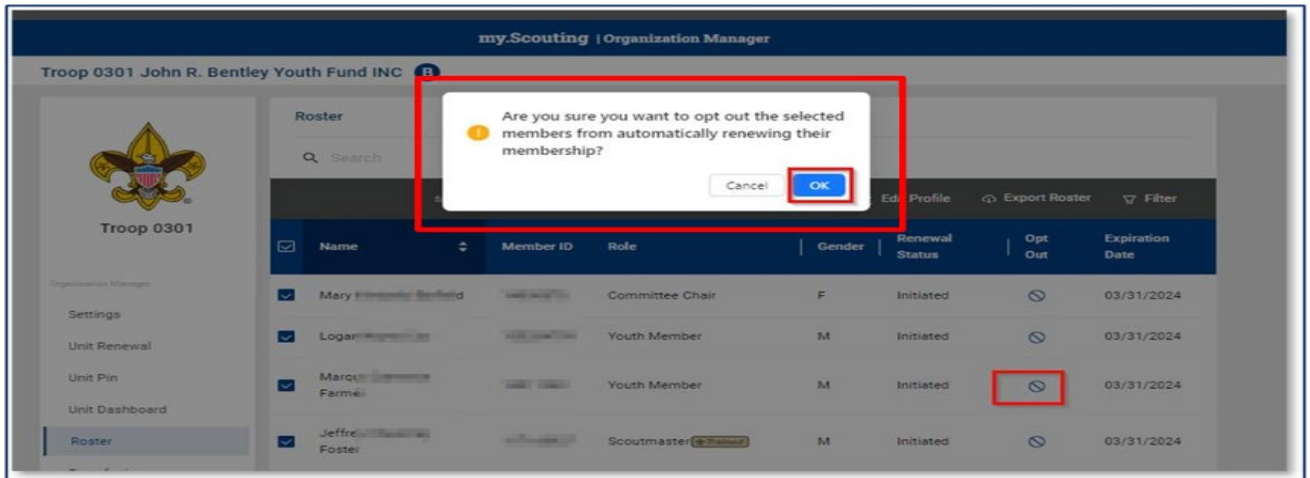 my.Scouting | Organization Manager
Troop 0301 John R. Bentley Youth Fund INC B
Roster
Search
Are you sure you want to opt out the selected
members from automatically renewing their
membership?
Cancel OK
Profile Export Roster Filter
Troop 0301
Name Member ID Role Gender Renewal Status Opt Out Expiration Date
Organization Manager
Mary Committee Chair F Initiated 03/31/2024
Settings
Logan Youth Member M Initiated 03/31/2024
Unit Renewal
Youth Member M Initiated 03/31/2024
Unit Pin
Unit Dashboard
Scoutmaster Trained M Initiated 03/31/2024
Foster
Roster